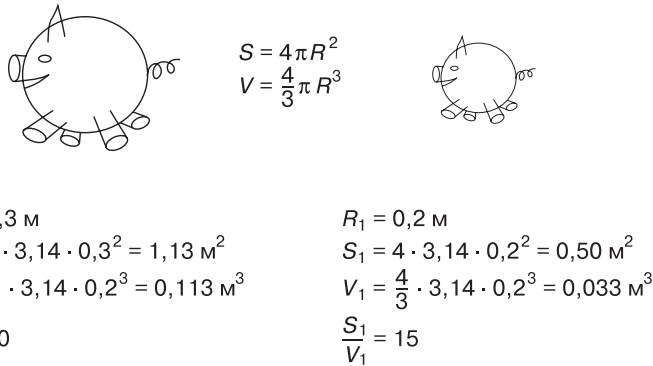 S = 4πR²
V = 4/3 πR³
,3 м
· 3,14 · 0,3² = 1,13 м²
· 3,14 · 0,2³ = 0,113 м³
0
R₁ = 0,2 м
S₁ = 4 · 3,14 · 0,2² = 0,50 м²
V₁ = 4/3 · 3,14 · 0,2³ = 0,033 м³
S₁/V₁ = 15